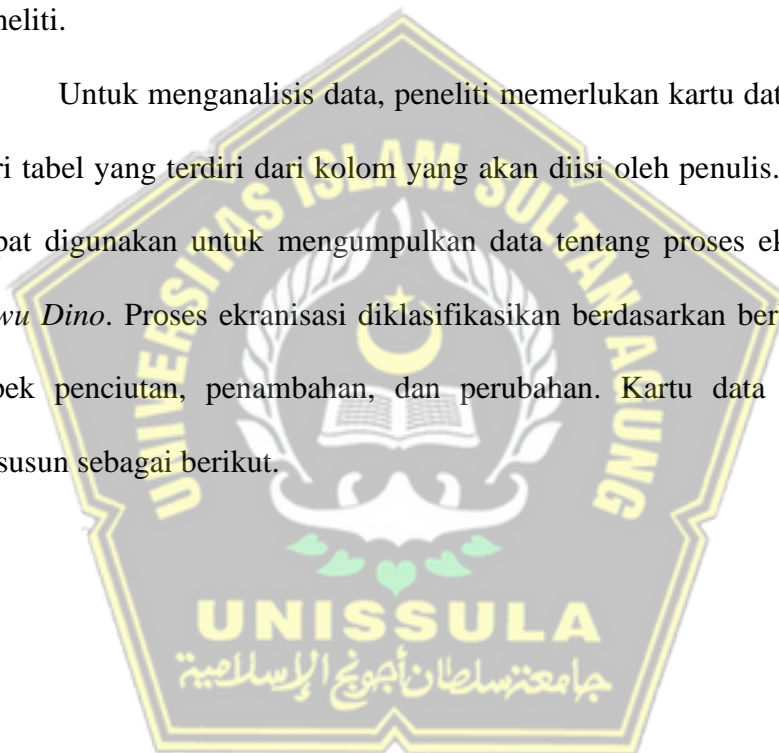 neliti.
Untuk menganalisis data, peneliti memerlukan kartu dat
ri tabel yang terdiri dari kolom yang akan diisi oleh penulis.
pat digunakan untuk mengumpulkan data tentang proses ek
wu Dino. Proses ekranisasi diklasifikasikan berdasarkan ber
pek penciutan, penambahan, dan perubahan. Kartu data
susun sebagai berikut.
UNIVERSITAS ISLAM SULTAN AGUNG
UNISSULA
جامعتنسلطان أجونج الإسلامية